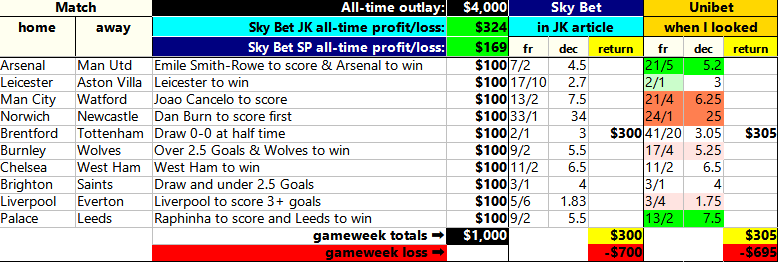 Match All-time outlay: $4,000 Sky Bet Unibet
home away Sky Bet JK all-time profit/loss: $324 in JK article when I looked
Sky Bet SP all-time profit/loss: $169 fr dec return fr dec return
Arsenal Man Utd Emile Smith-Rowe to score & Arsenal to win $100 7/2 4.5 21/5 5.2
Leicester Aston Villa Leicester to win $100 17/10 2.7 2/1 3
Man City Watford Joao Cancelo to score $100 13/2 7.5 21/4 6.25
Norwich Newcastle Dan Burn to score first $100 33/1 34 24/1 25
Brentford Tottenham Draw 0-0 at half time $100 2/1 3 $300 41/20 3.05 $305
Burnley Wolves Over 2.5 Goals & Wolves to win $100 9/2 5.5 17/4 5.25
Chelsea West Ham West Ham to win $100 11/2 6.5 11/2 6.5
Brighton Saints Draw and under 2.5 Goals $100 3/1 4 3/1 4
Liverpool Everton Liverpool to score 3+ goals $100 5/6 1.83 3/4 1.75
Palace Leeds Raphinha to score and Leeds to win $100 9/2 5.5 13/2 7.5
gameweek totals ➡ $1,000 $300 $305
gameweek loss ➡ -$700 -$695